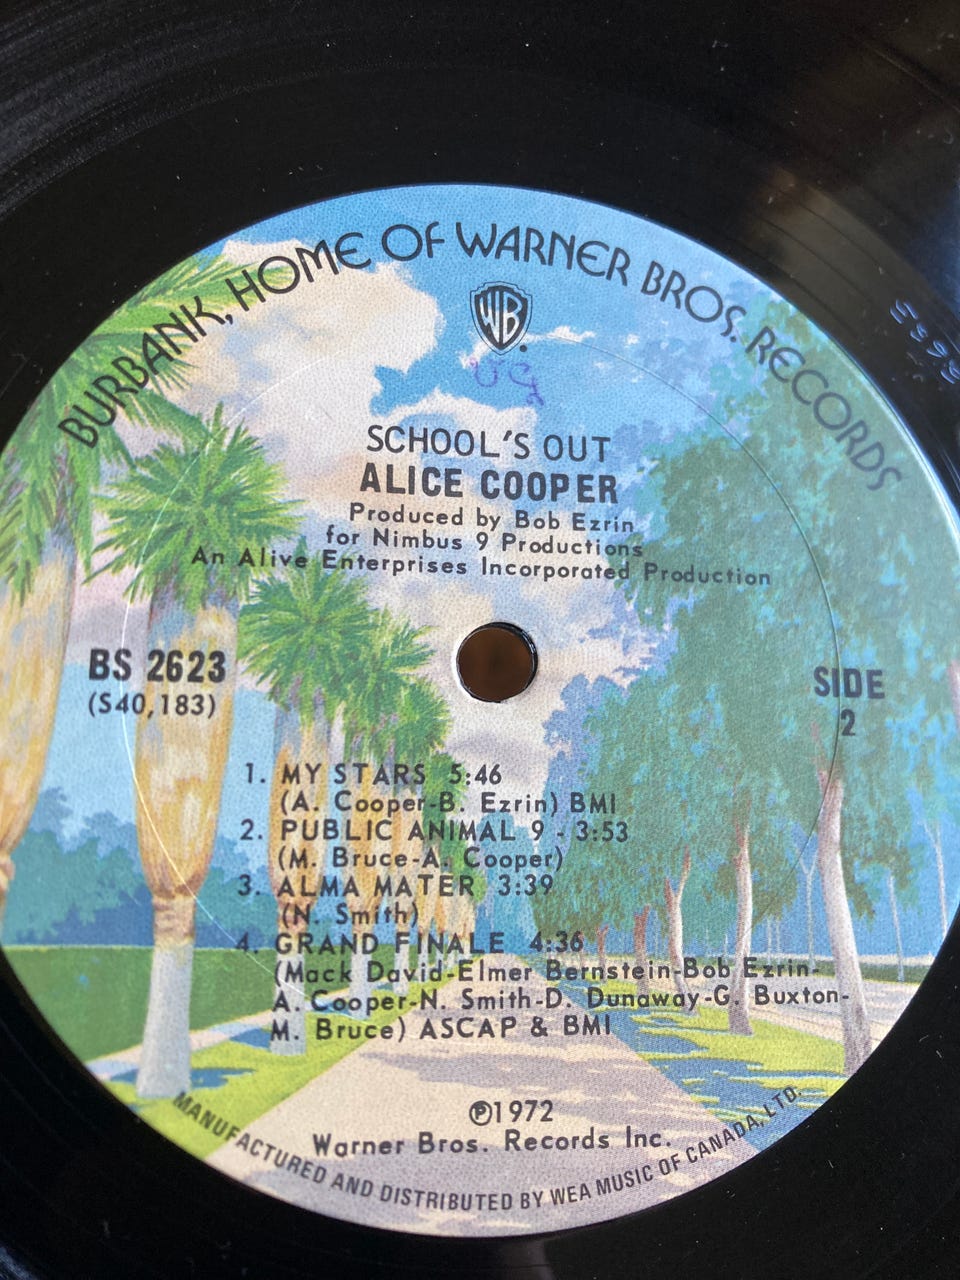 BURBANK, HOME OF WARNER BROS. RECORDS
WB
SCHOOL'S OUT
ALICE COOPER
Produced by Bob Ezrin
for Nimbus 9 Productions
An Alive Enterprises Incorporated Production
BS 2623
(S40,183)
SIDE
2
1. MY STARS 5:46
(A. Cooper-B. Ezrin) BMI
2. PUBLIC ANIMAL 9 - 3:53
(M. Bruce-A. Cooper)
3. ALMA MATER 3:39
(N. Smith)
4. GRAND FINALE 4:36
(Mack David-Elmer Bernstein-Bob Ezrin-
A. Cooper-N. Smith-D. Dunaway-G. Buxton-
M. Bruce) ASCAP & BMI
Ⓟ1972
Warner Bros. Records Inc.
MANUFACTURED AND DISTRIBUTED BY WEA MUSIC OF CANADA, LTD.